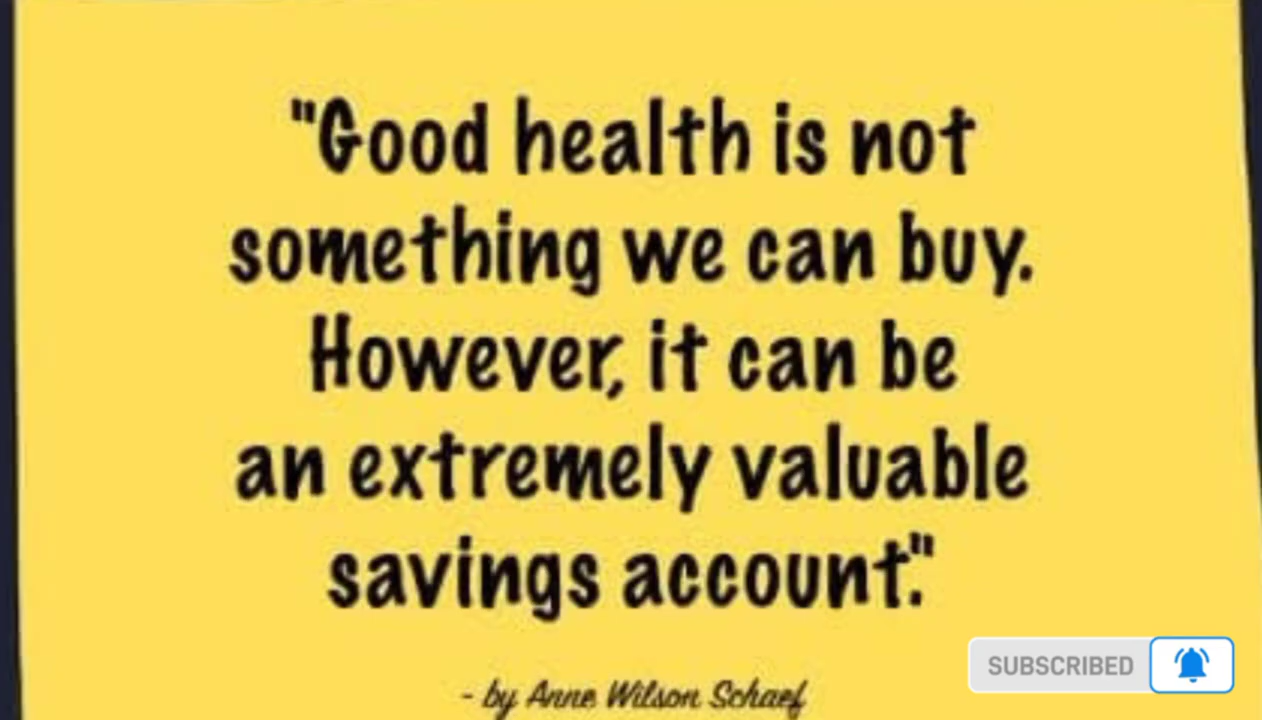 "Good health is not
something we can buy.
However, it can be
an extremely valuable
savings account."
- by Anne Wilson Schaef
SUBSCRIBED